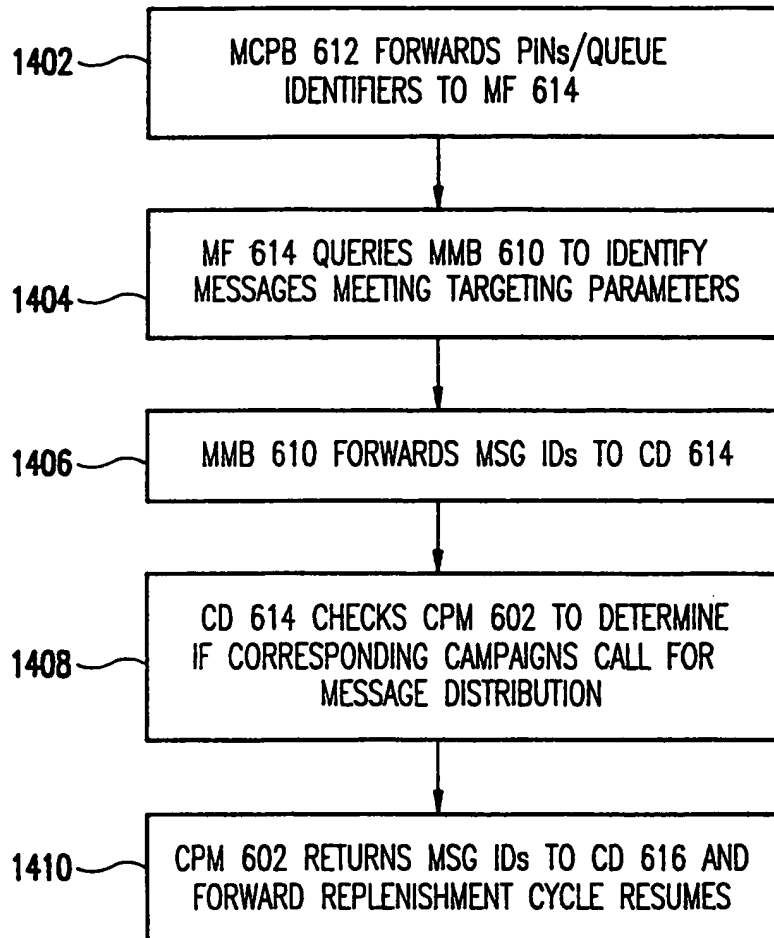 1402
MCPB 612 FORWARDS PINs/QUEUE
IDENTIFIERS TO MF 614
1404
MF 614 QUERIES MMB 610 TO IDENTIFY
MESSAGES MEETING TARGETING PARAMETERS
1406
MMB 610 FORWARDS MSG IDs TO CD 614
1408
CD 614 CHECKS CPM 602 TO DETERMINE
IF CORRESPONDING CAMPAIGNS CALL FOR
MESSAGE DISTRIBUTION
1410
CPM 602 RETURNS MSG IDs TO CD 616 AND
FORWARD REPLENISHMENT CYCLE RESUMES